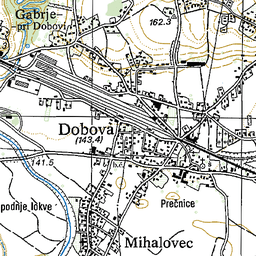 Gabrje-
pri Dobovi
162.3
Dobova
(143,4)
141.5
Prečnice
podnje lokve
Mihalovec